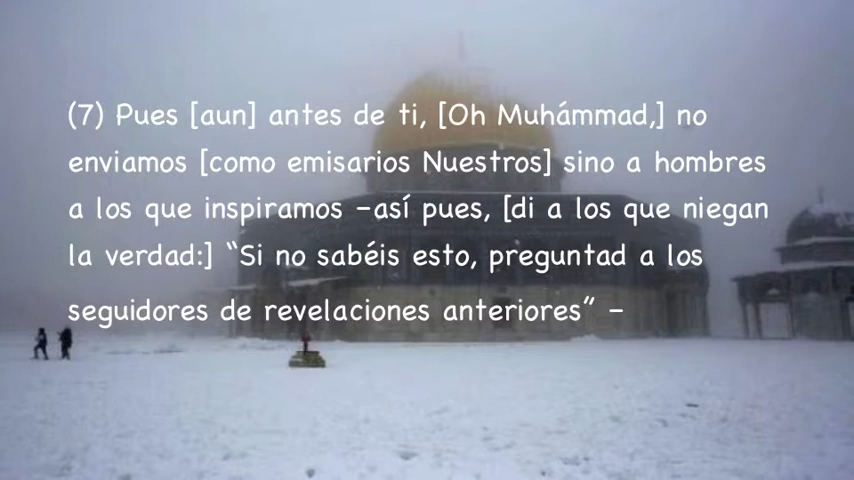 (7) Pues [aun] antes de ti, [Oh Muhámmad,] no
enviamos [como emisarios Nuestros] sino a hombres
a los que inspiramos –así pues, [di a los que niegan
la verdad:] “Si no sabéis esto, preguntad a los
seguidores de revelaciones anteriores” –